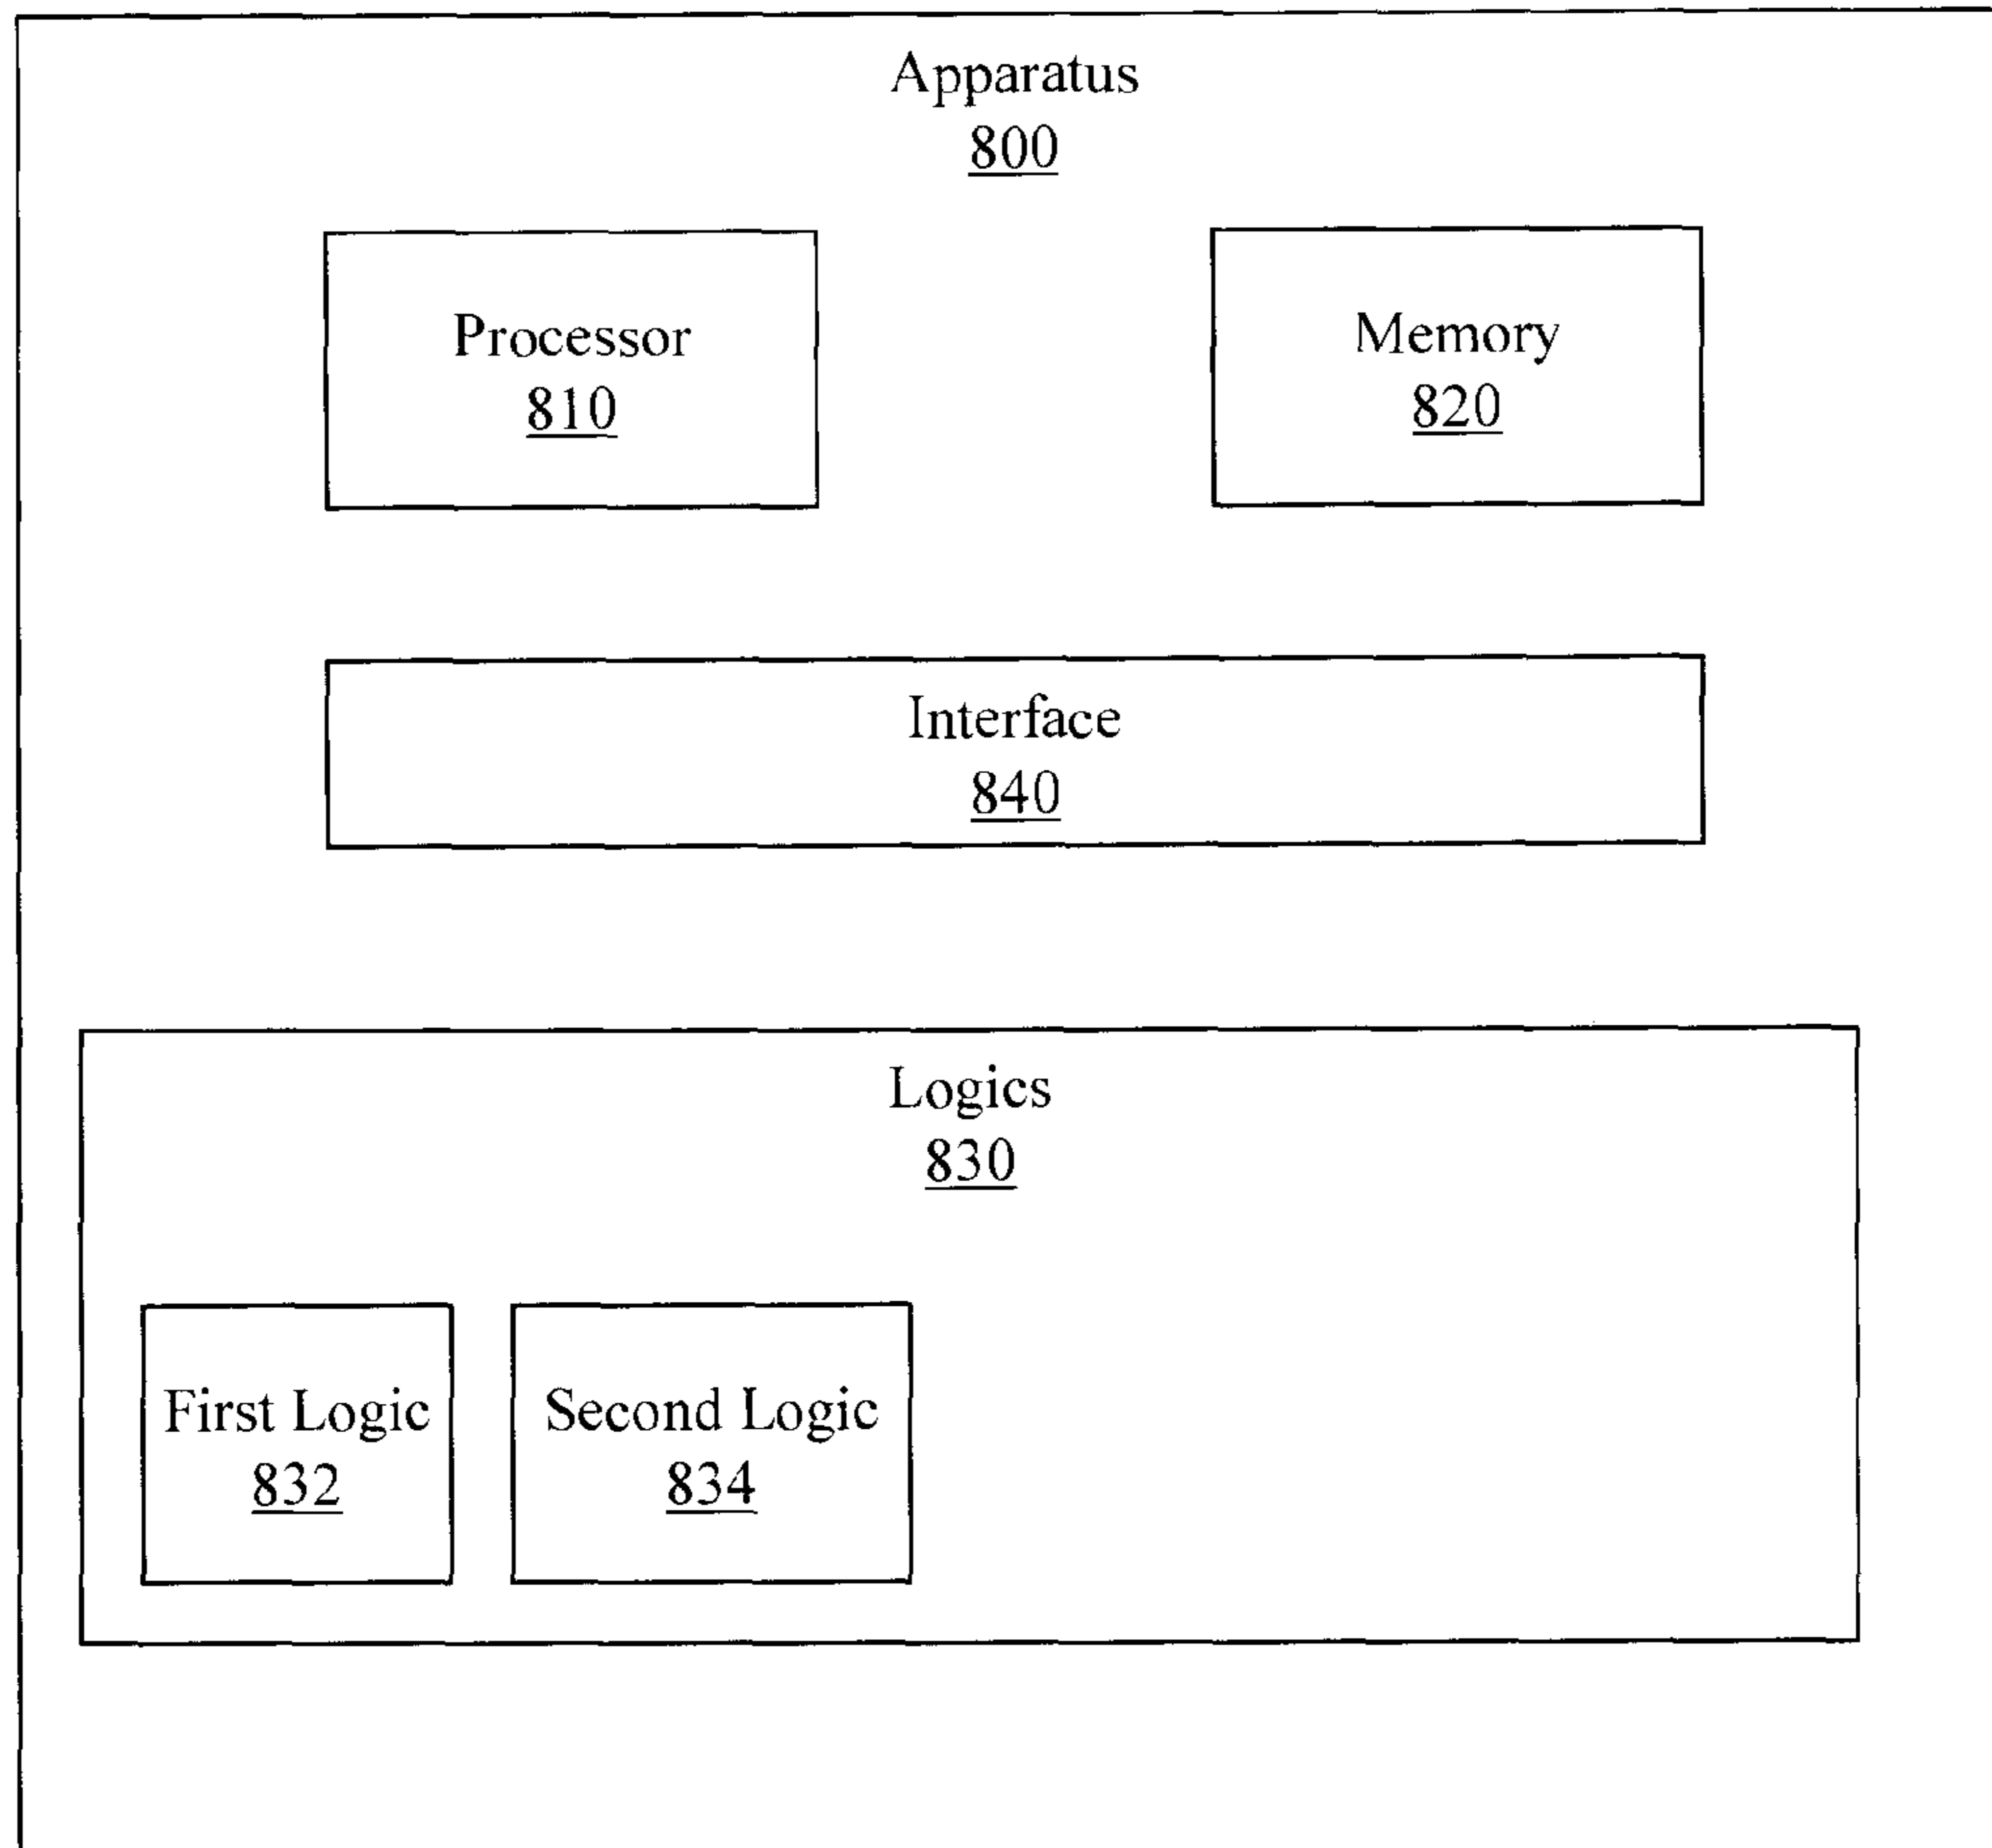 Apparatus
800
Processor
810
Memory
820
Interface
840
Logics
830
First Logic
832
Second Logic
834